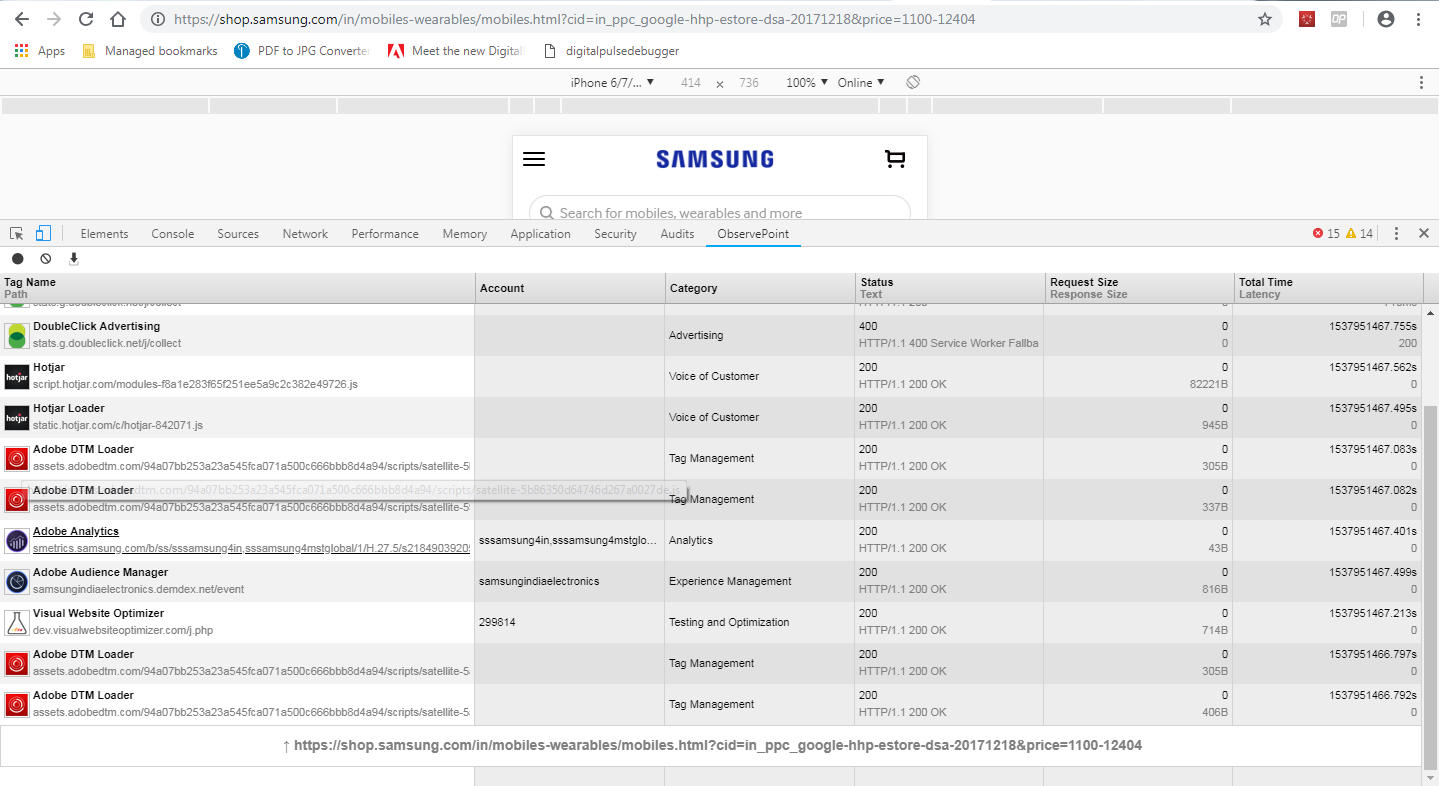 https://shop.samsung.com/in/mobiles-wearables/mobiles.html?cid=in_ppc_google-hhp-estore-dsa-20171218&price=1100-12404
Apps Managed bookmarks PDF to JPG Converter Meet the new Digital digitalpulsedebugger
iPhone 6/7/... ▼ 414 × 736 100% ▼ Online ▼
SAMSUNG
Search for mobiles, wearables and more
Elements Console Sources Network Performance Memory Application Security Audits ObservePoint 15 14
Tag Name Account Category Status Request Size Total Time
Path Text Response Size Latency
stats.g.doubleclick.net/j/collect
DoubleClick Advertising Advertising 400 0 1537951467.755s
stats.g.doubleclick.net/j/collect HTTP/1.1 400 Service Worker Fallba 0 200
Hotjar Voice of Customer 200 0 1537951467.562s
script.hotjar.com/modules-f8a1e283f65f251ee5a9c2c382e49726.js HTTP/1.1 200 OK 82221B 0
Hotjar Loader Voice of Customer 200 0 1537951467.495s
static.hotjar.com/c/hotjar-842071.js HTTP/1.1 200 OK 945B 0
Adobe DTM Loader Tag Management 200 0 1537951467.083s
assets.adobedtm.com/94a07bb253a23a545fca071a500c666bbb8d4a94/scripts/satellite-5 HTTP/1.1 200 OK 305B 0
Adobe DTM Loader Tag Management 200 0 1537951467.082s
dtm.com/94a07bb253a23a545fca071a500c666bbb8d4a94/scripts/satellite-5b86350d64746d267a0027de.js
assets.adobedtm.com/94a07bb253a23a545fca071a500c666bbb8d4a94/scripts/satellite-5 HTTP/1.1 200 OK 337B 0
Adobe Analytics sssamsung4in,sssamsung4mstglo... Analytics 200 0 1537951467.401s
smetrics.samsung.com/b/ss/sssamsung4in,sssamsung4mstglobal/1/H.27.5/s2184903920 HTTP/1.1 200 OK 43B 0
Adobe Audience Manager samsungindiaelectronics Experience Management 200 0 1537951467.499s
samsungindiaelectronics.demdex.net/event HTTP/1.1 200 OK 816B 0
Visual Website Optimizer 299814 Testing and Optimization 200 0 1537951467.213s
dev.visualwebsiteoptimizer.com/j.php HTTP/1.1 200 OK 714B 0
Adobe DTM Loader Tag Management 200 0 1537951466.797s
assets.adobedtm.com/94a07bb253a23a545fca071a500c666bbb8d4a94/scripts/satellite-5 HTTP/1.1 200 OK 305B 0
Adobe DTM Loader Tag Management 200 0 1537951466.792s
assets.adobedtm.com/94a07bb253a23a545fca071a500c666bbb8d4a94/scripts/satellite-5 HTTP/1.1 200 OK 406B 0
↑ https://shop.samsung.com/in/mobiles-wearables/mobiles.html?cid=in_ppc_google-hhp-estore-dsa-20171218&price=1100-12404